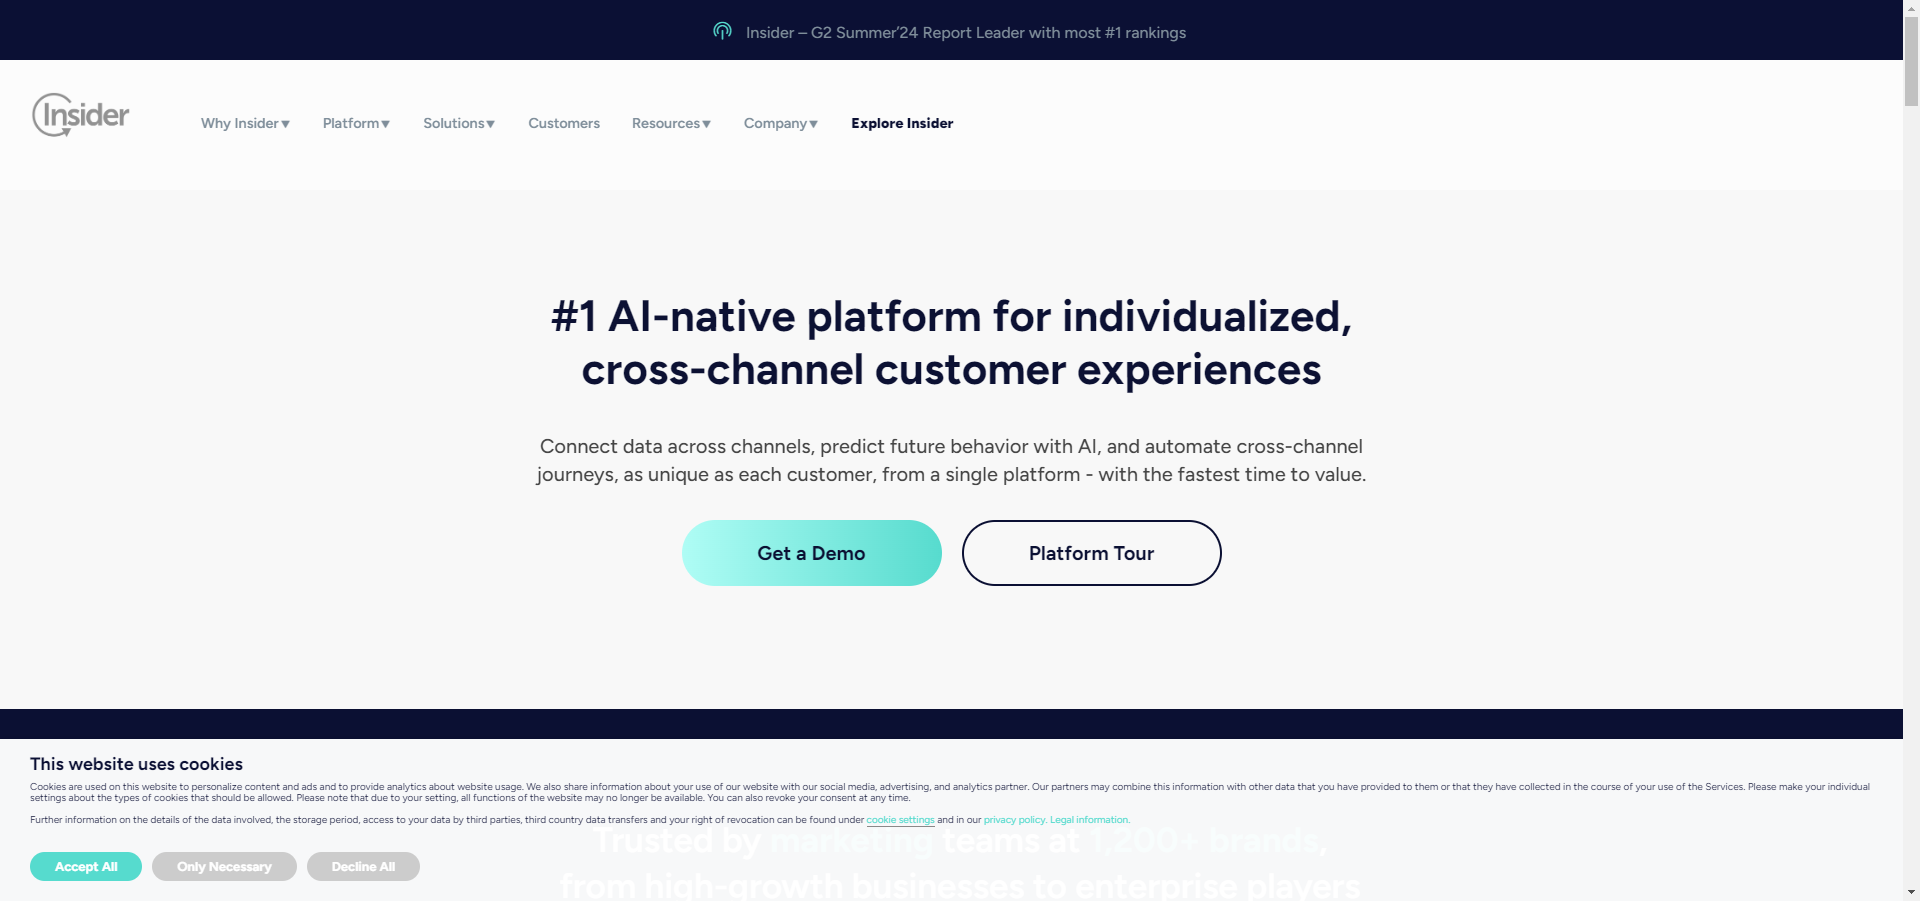 Insider – G2 Summer'24 Report Leader with most #1 rankings
Insider
Why Insider▼ Platform▼ Solutions▼ Customers Resources▼ Company▼ Explore Insider
#1 AI-native platform for individualized,
cross-channel customer experiences
Connect data across channels, predict future behavior with AI, and automate cross-channel
journeys, as unique as each customer, from a single platform - with the fastest time to value.
Get a Demo Platform Tour
This website uses cookies
Cookies are used on this website to personalize content and ads and to provide analytics about website usage. We also share information about your use of our website with our social media, advertising, and analytics partner. Our partners may combine this information with other data that you have provided to them or that they have collected in the course of your use of the Services. Please make your individual
settings about the types of cookies that should be allowed. Please note that due to your setting, all functions of the website may no longer be available. You can also revoke your consent at any time.
Further information on the details of the data involved, the storage period, access to your data by third parties, third country data transfers and your right of revocation can be found under cookie settings and in our privacy policy. Legal information.
Trusted by marketing teams at 1,200+ brands,
Accept All Only Necessary Decline All
from high-growth businesses to enterprise players